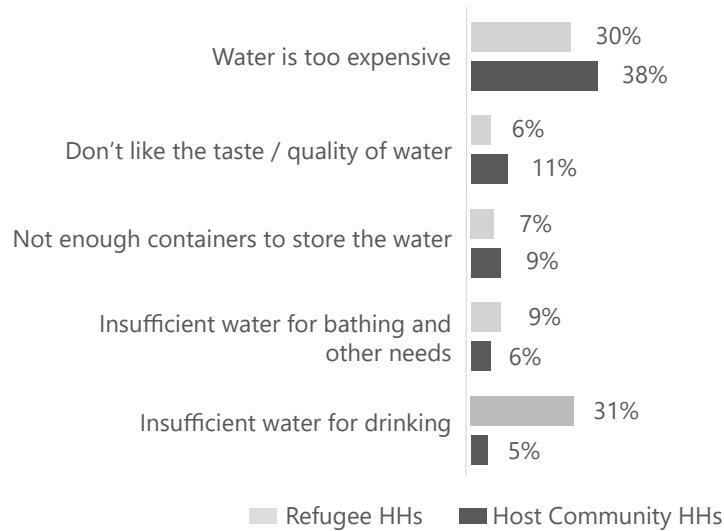 Water is too expensive
30%
38%
Don't like the taste / quality of water
6%
11%
Not enough containers to store the water
7%
9%
Insufficient water for bathing and
other needs
9%
6%
Insufficient water for drinking
31%
5%
Refugee HHs Host Community HHs